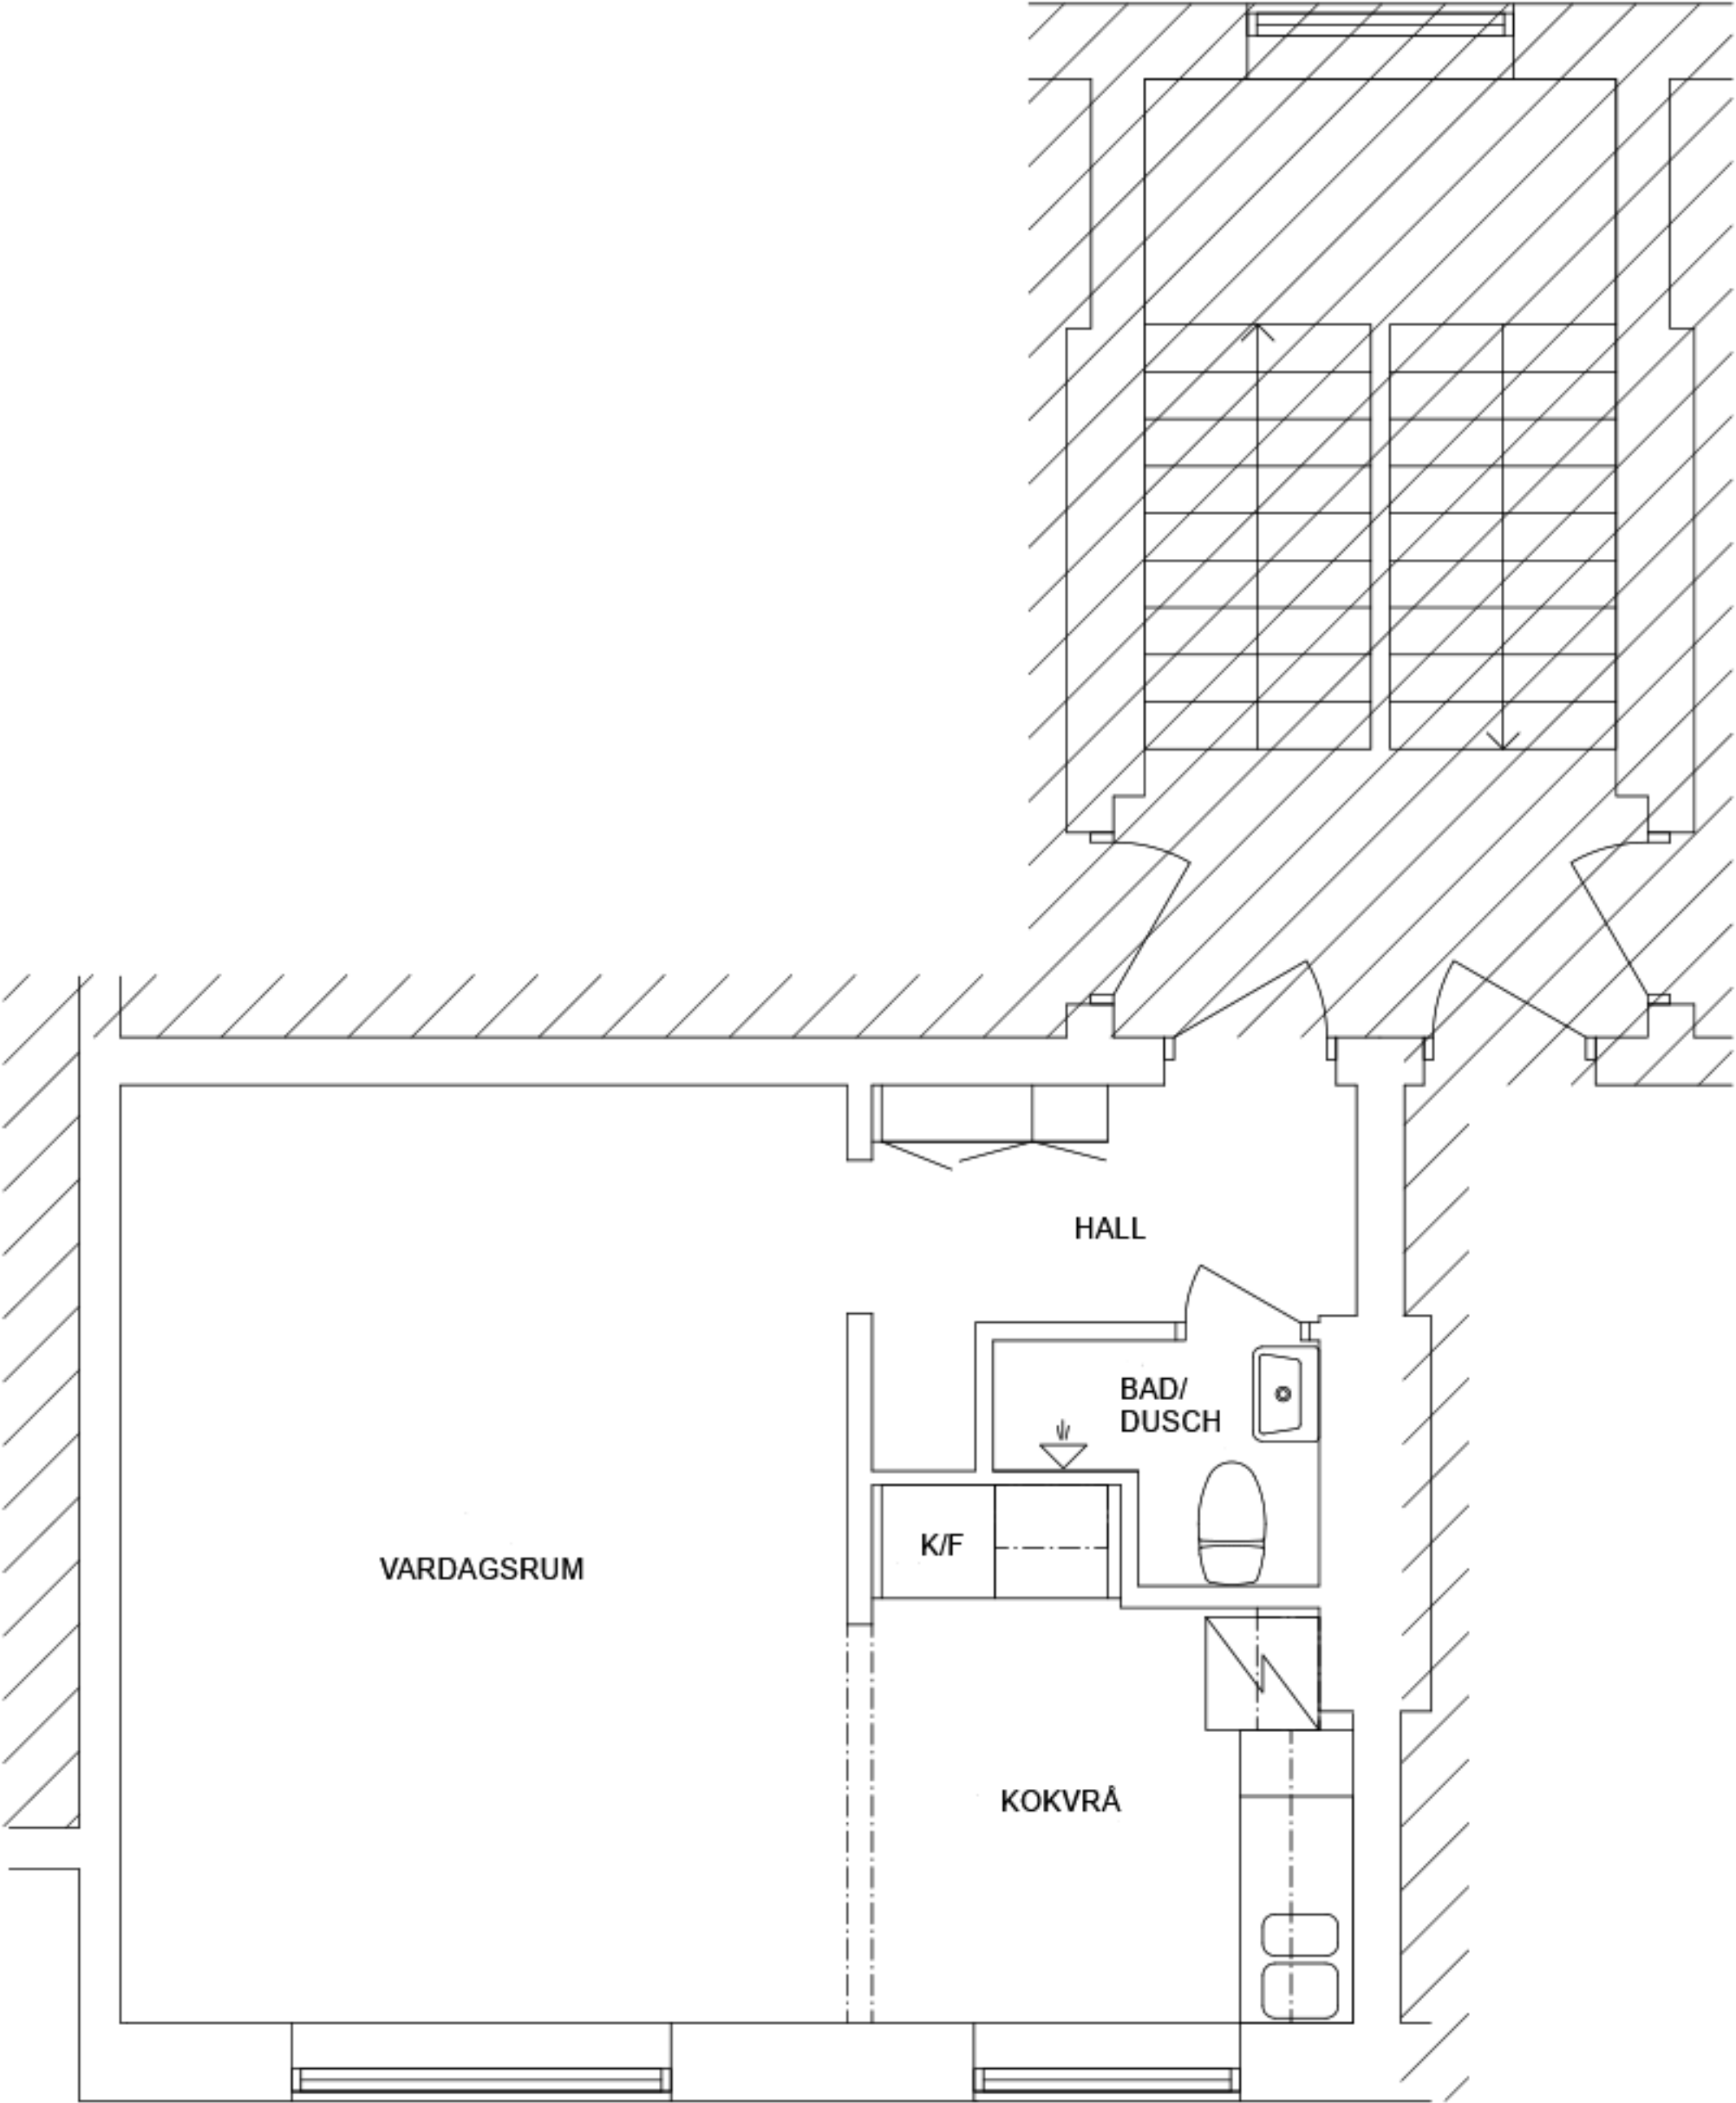 HALL
BAD/
DUSCH
K/F
VARDAGSRUM
KOKVRÅ